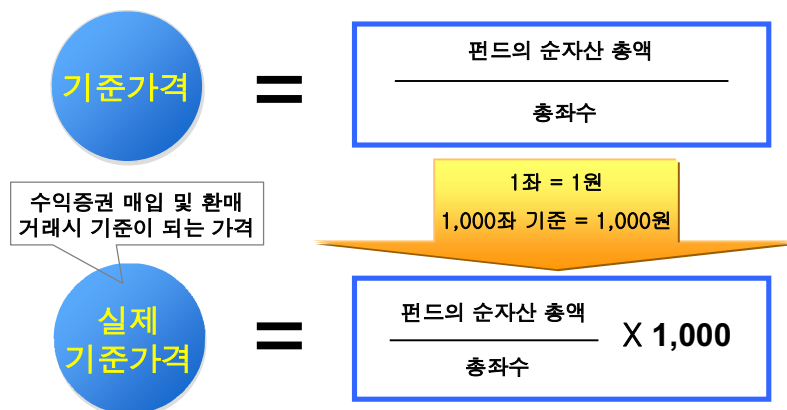 기준가격
=
펀드의 순자산 총액
총좌수
1좌 = 1원
1,000좌 기준 = 1,000원
수익증권 매입 및 환매
거래시 기준이 되는 가격
실제
기준가격
=
펀드의 순자산 총액
총좌수
X 1,000